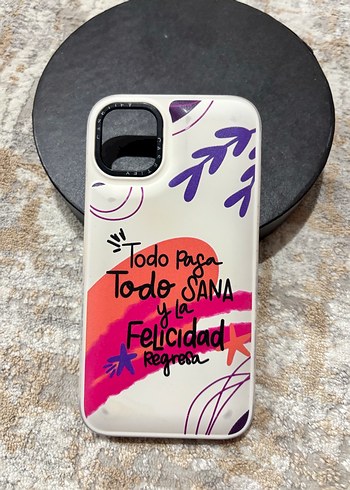 Todo Pasa
Todo SANA
y la
Felicidad
Regresa